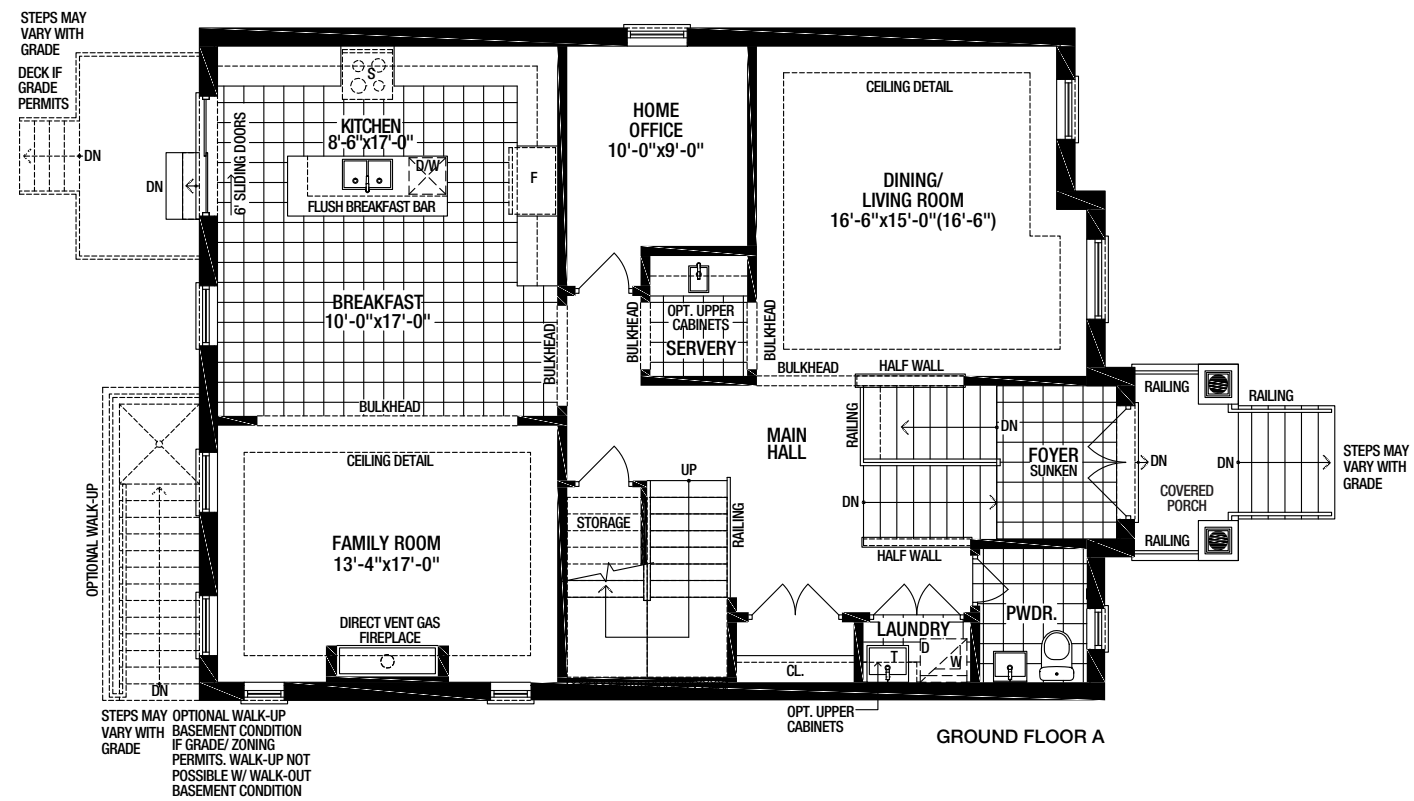 STEPS MAY
VARY WITH
GRADE
DECK IF
GRADE
PERMITS
DN
DN
6' SLIDING DOORS
S
KITCHEN
8'-6"x17'-0"
D/W
FLUSH BREAKFAST BAR
F
BREAKFAST
10'-0"x17'-0"
BULKHEAD
BULKHEAD
HOME
OFFICE
10'-0"x9'-0"
BULKHEAD
OPT. UPPER
CABINETS
SERVERY
BULKHEAD
CEILING DETAIL
DINING/
LIVING ROOM
16'-6"x15'-0"(16'-6")
BULKHEAD
HALF WALL
RAILING
MAIN
HALL
DN
DN
FOYER
SUNKEN
HALF WALL
RAILING
RAILING
DN
DN
COVERED
PORCH
RAILING
STEPS MAY
VARY WITH
GRADE
CEILING DETAIL
FAMILY ROOM
13'-4"x17'-0"
DIRECT VENT GAS
FIREPLACE
STORAGE
UP
RAILING
CL.
LAUNDRY
T
D
W
PWDR.
OPT. UPPER
CABINETS
OPTIONAL WALK-UP
DN
STEPS MAY
VARY WITH
GRADE
OPTIONAL WALK-UP
BASEMENT CONDITION
IF GRADE/ ZONING
PERMITS. WALK-UP NOT
POSSIBLE W/ WALK-OUT
BASEMENT CONDITION
GROUND FLOOR A